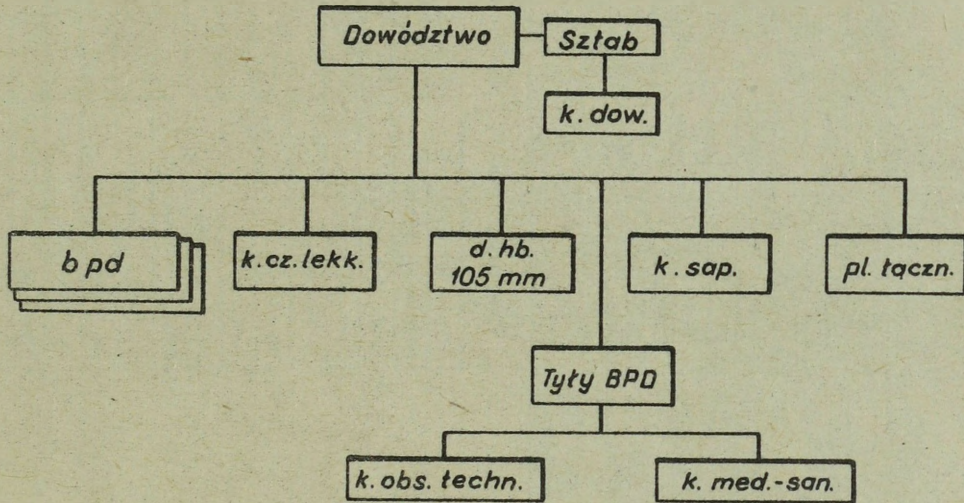 Dowództwo
Sztab
k. dow.
b pd
k.cz.lekk.
d. hb.
105 mm
k. sap.
pl. łączn.
Tyły BPD
k. obs. techn.
k. med.-san.